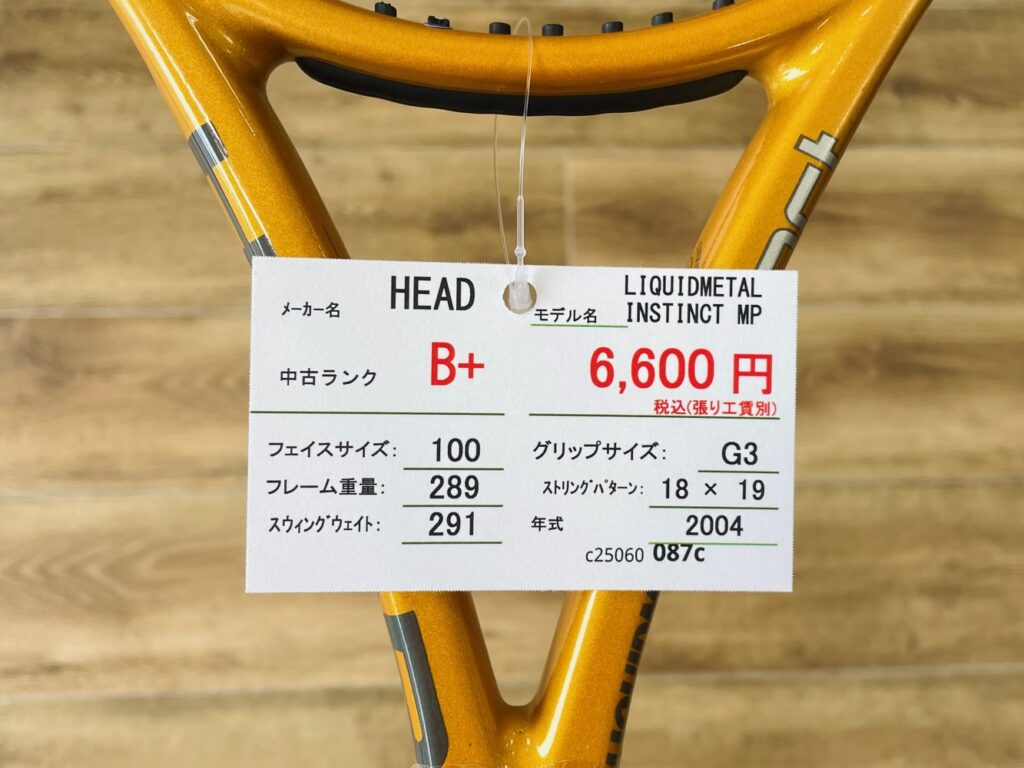 メーカー名 HEAD
モデル名 LIQUIDMETAL
INSTINCT MP
中古ランク B+
6,600 円
税込(張り工賃別)
フェイスサイズ: 100
グリップサイズ: G3
フレーム重量: 289
ストリングパターン: 18 × 19
スウィングウェイト: 291
年式 2004
c25060 087c